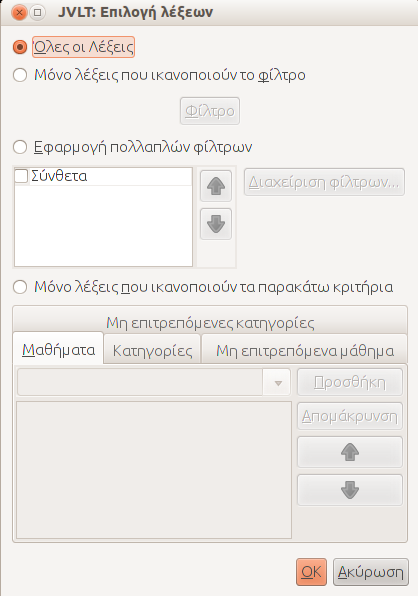 JVLT: Επιλογή λέξεων
Όλες οι Λέξεις
Μόνο λέξεις που ικανοποιούν το φίλτρο
Φίλτρο
Εφαρμογή πολλαπλών φίλτρων
Σύνθετα
Διαχείριση φίλτρων...
Μόνο λέξεις που ικανοποιούν τα παρακάτω κριτήρια
Μη επιτρεπόμενες κατηγορίες
Μαθήματα Κατηγορίες Μη επιτρεπόμενα μάθημα
Προσθήκη
Απομάκρυνση
OK Ακύρωση